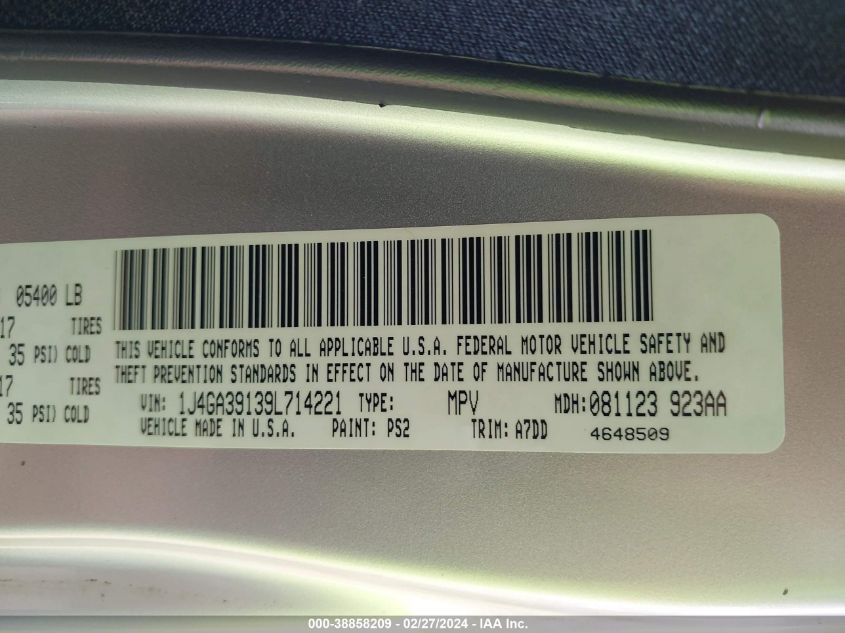 05400 LB
17 TIRES
35 PSI) COLD
17 TIRES
35 PSI) COLD
THIS VEHICLE CONFORMS TO ALL APPLICABLE U.S.A. FEDERAL MOTOR VEHICLE SAFETY AND
THEFT PREVENTION STANDARDS IN EFFECT ON THE DATE OF MANUFACTURE SHOWN ABOVE.
VIN: 1J4GA39139L714221 TYPE: MPV MDH:081123 923AA
VEHICLE MADE IN U.S.A. PAINT: PS2 TRIM: A7DD 4648509
000-38858209 - 02/27/2024 - IAA Inc.